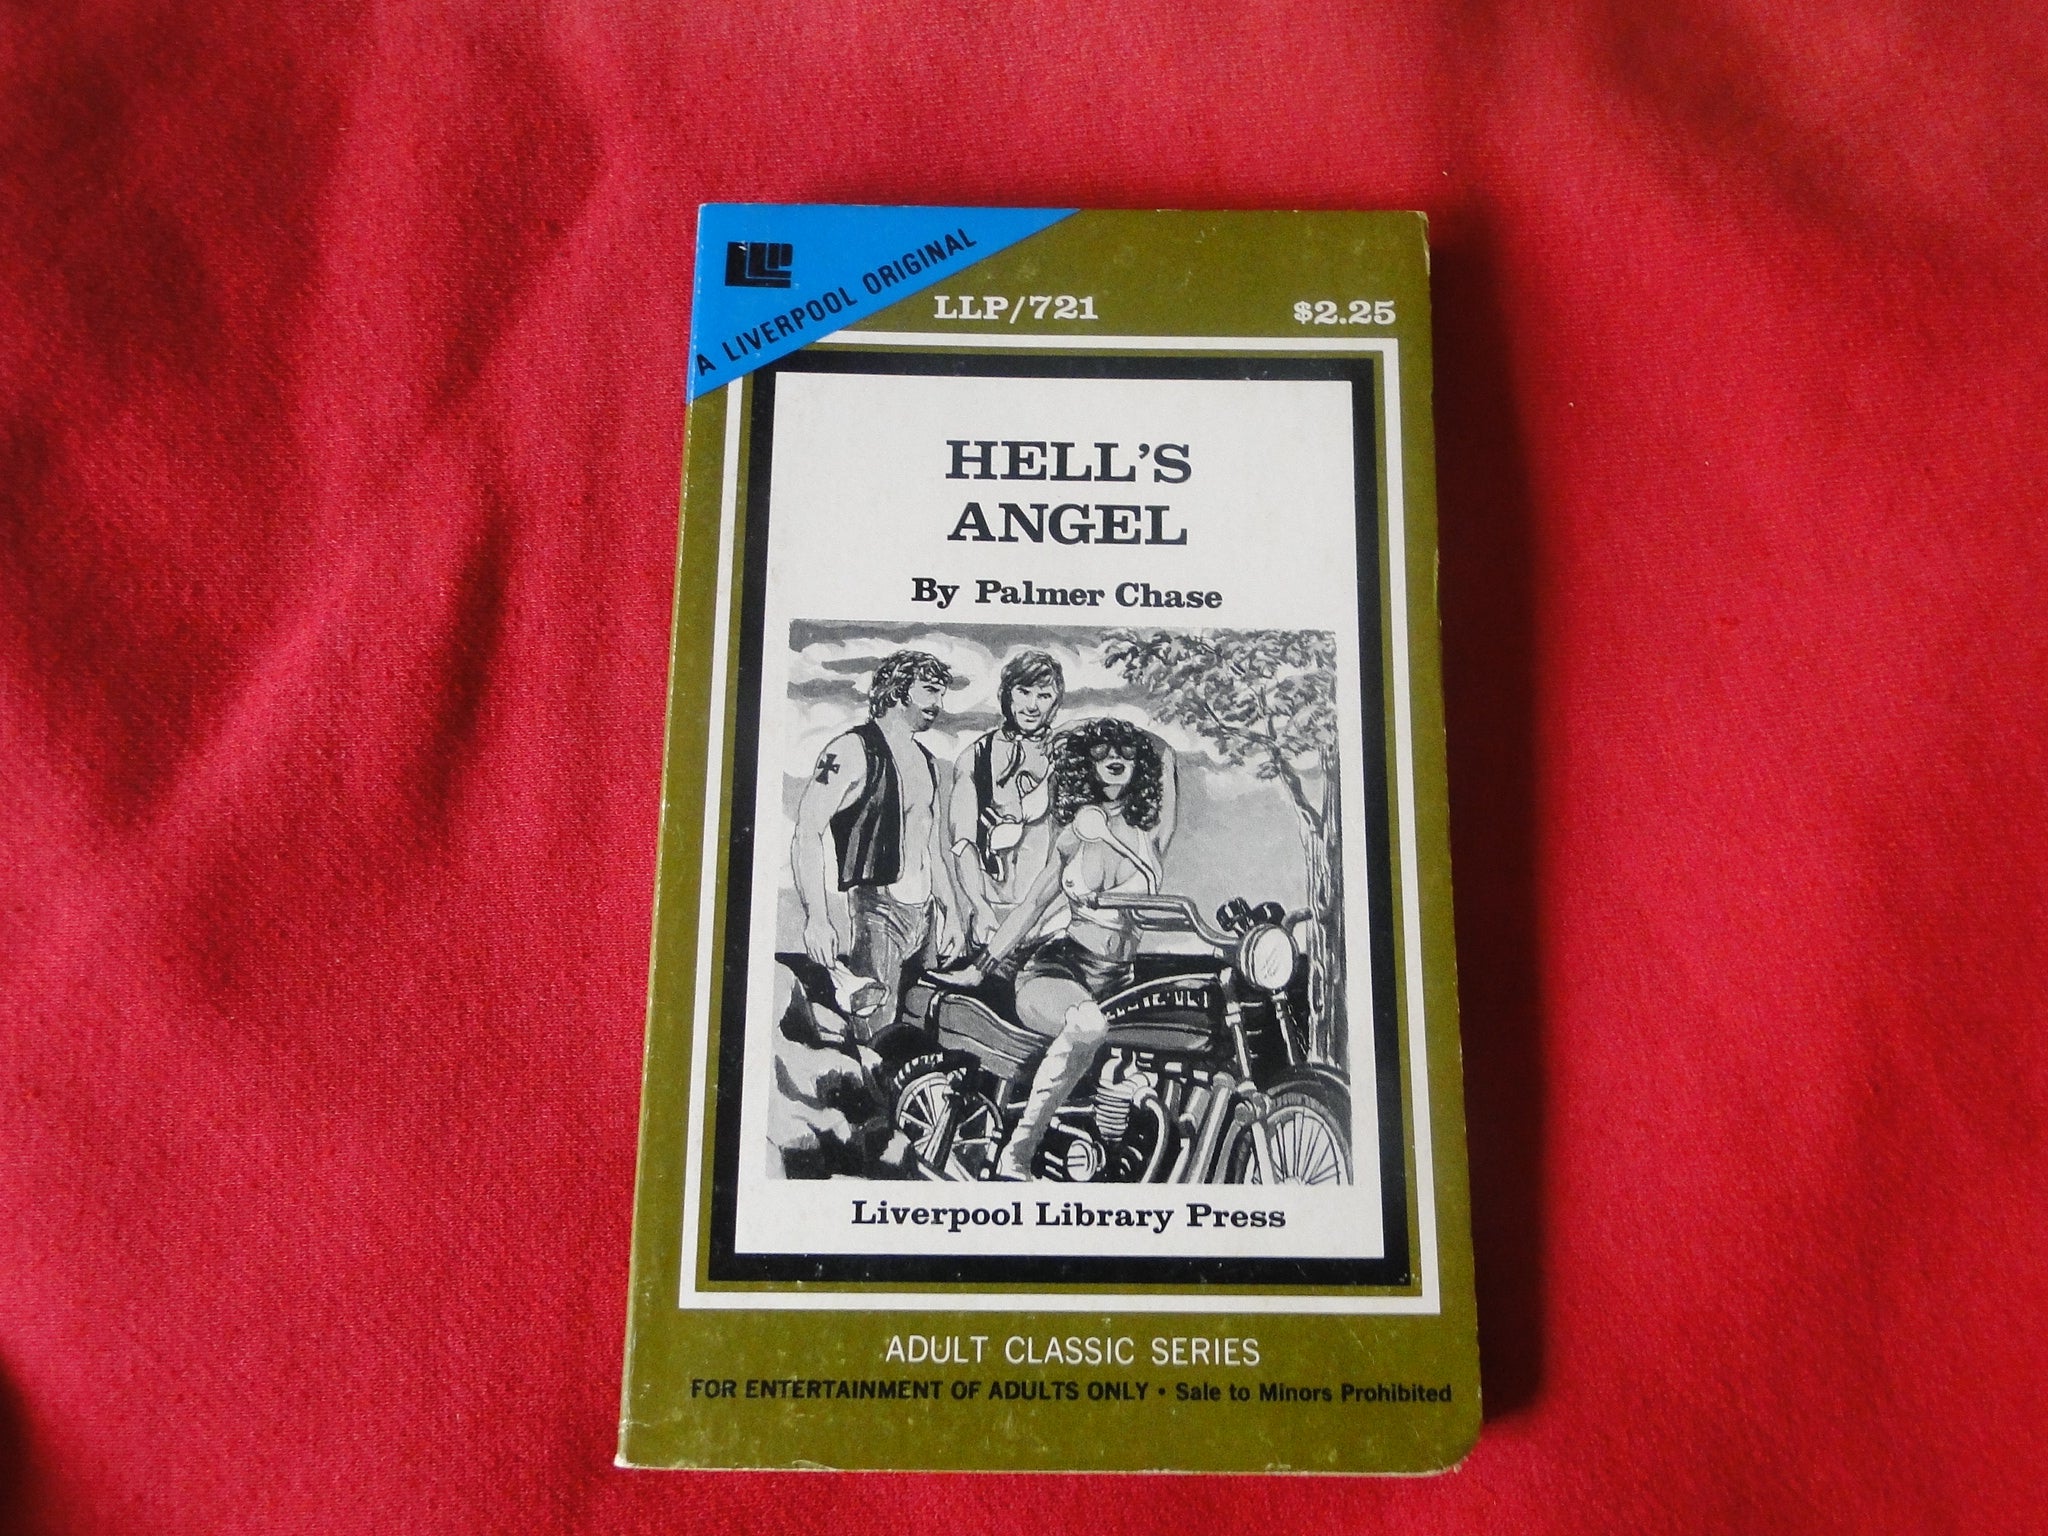 LLP
A LIVERPOOL ORIGINAL
LLP/721
$2.25
HELL'S
ANGEL
By Palmer Chase
Liverpool Library Press
ADULT CLASSIC SERIES
FOR ENTERTAINMENT OF ADULTS ONLY • Sale to Minors Prohibited